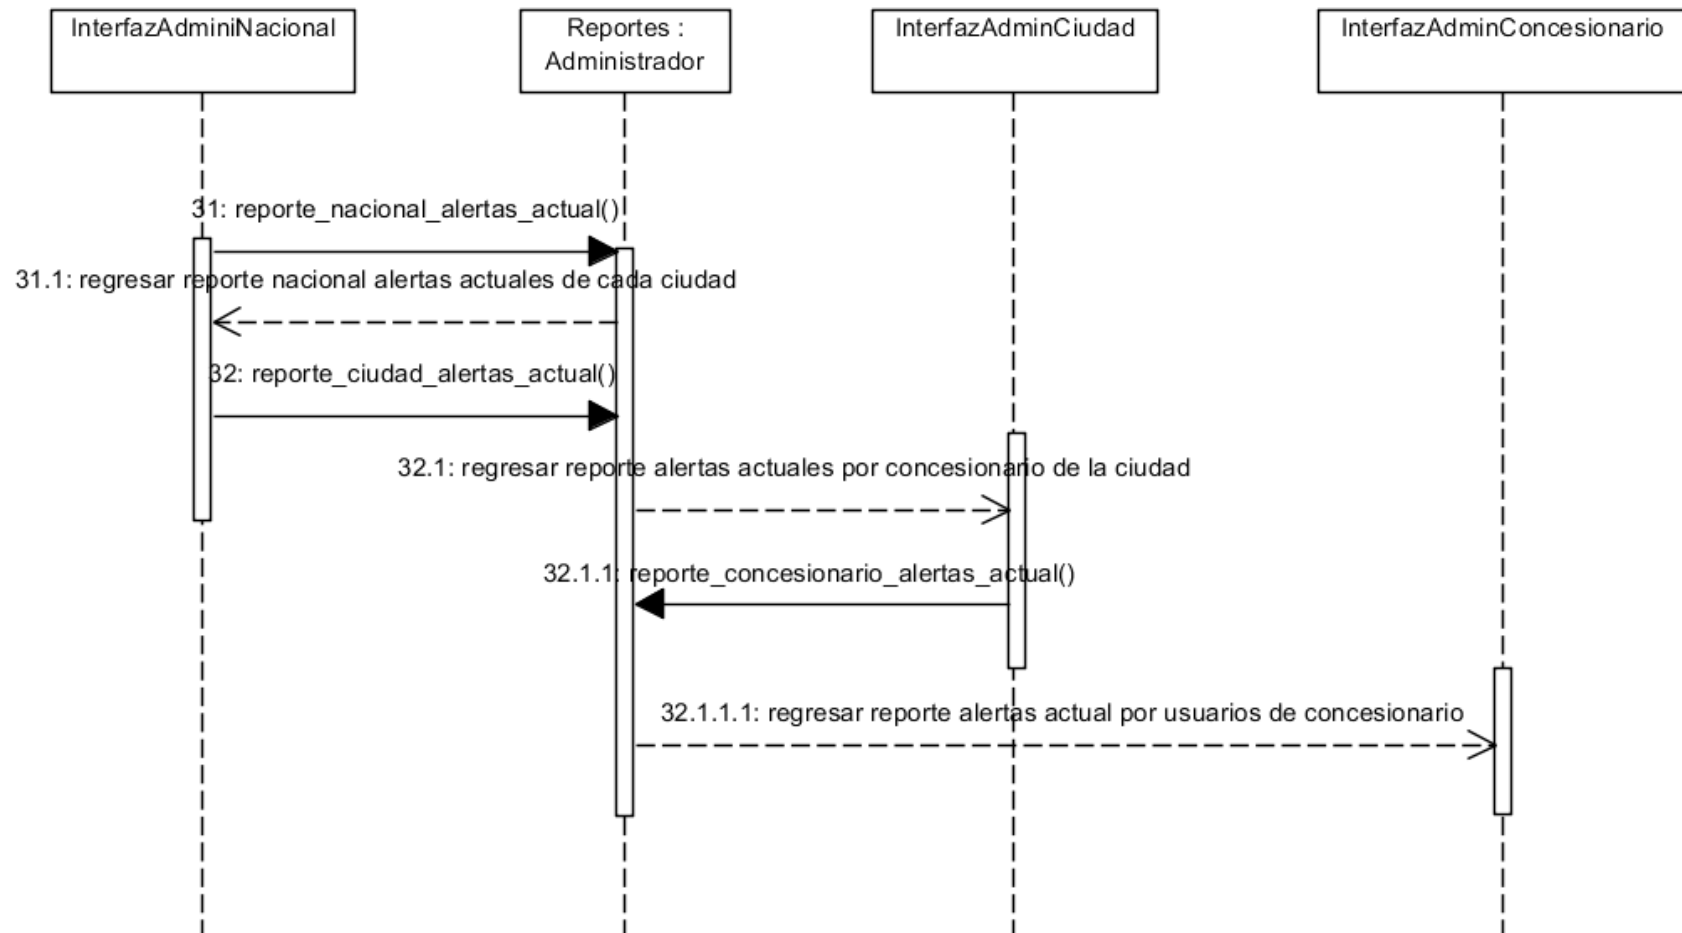 InterfazAdminiNacional
Reportes :
Administrador
InterfazAdminCiudad
InterfazAdminConcesionario
31: reporte_nacional_alertas_actual()
31.1: regresar reporte nacional alertas actuales de cada ciudad
32: reporte_ciudad_alertas_actual()
32.1: regresar reporte alertas actuales por concesionario de la ciudad
32.1.1: reporte_concesionario_alertas_actual()
32.1.1.1: regresar reporte alertas actual por usuarios de concesionario